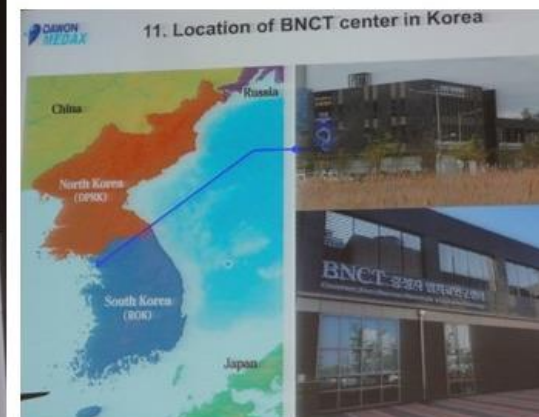 DAWON
MEDAX
11. Location of BNCT center in Korea
China
Russia
North Korea
(DPRK)
South Korea
(ROK)
Japan
BNCT